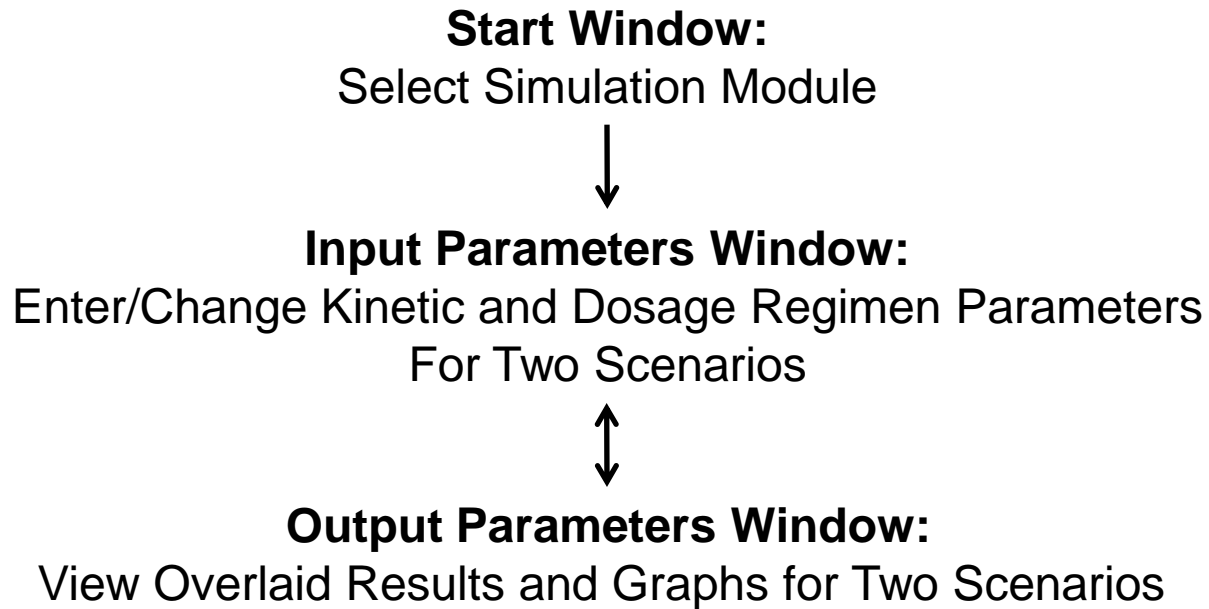 Start Window:
Select Simulation Module
Input Parameters Window:
Enter/Change Kinetic and Dosage Regimen Parameters
For Two Scenarios
Output Parameters Window:
View Overlaid Results and Graphs for Two Scenarios